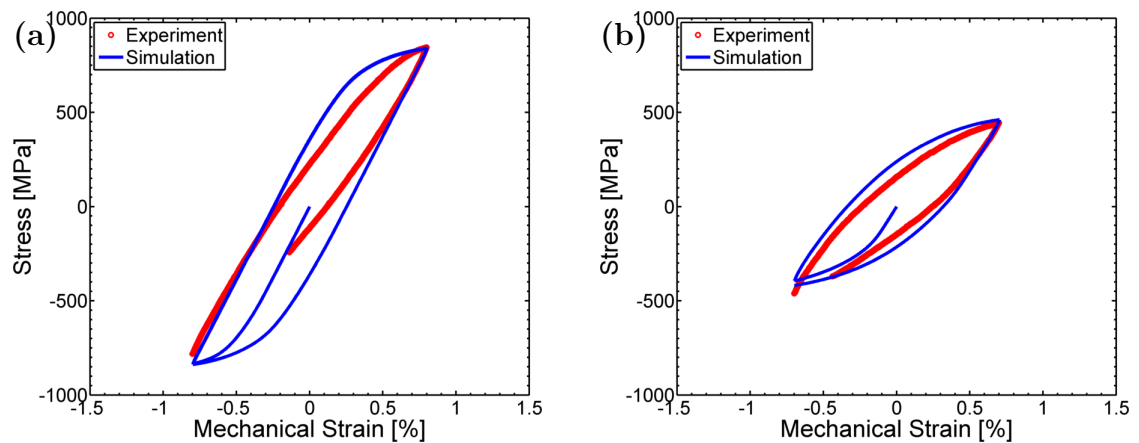 (a)
Experiment
Simulation
1000
500
0
-500
-1000
Stress [MPa]
-1.5 -1 -0.5 0 0.5 1 1.5
Mechanical Strain [%]
(b)
Experiment
Simulation
1000
500
0
-500
-1000
Stress [MPa]
-1.5 -1 -0.5 0 0.5 1 1.5
Mechanical Strain [%]